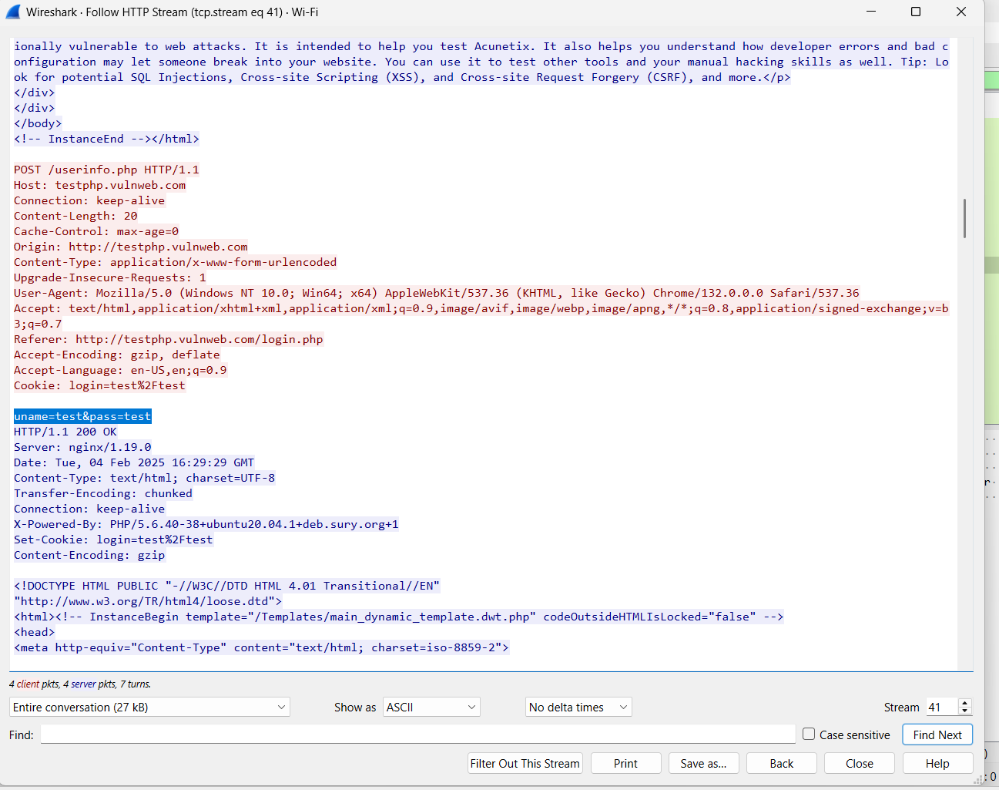 Wireshark · Follow HTTP Stream (tcp.stream eq 41) · Wi-Fi
ionally vulnerable to web attacks. It is intended to help you test Acunetix. It also helps you understand how developer errors and bad c
onfiguration may let someone break into your website. You can use it to test other tools and your manual hacking skills as well. Tip: Lo
ok for potential SQL Injections, Cross-site Scripting (XSS), and Cross-site Request Forgery (CSRF), and more.</p>
</div>
</div>
</body>
<!-- InstanceEnd --></html>
POST /userinfo.php HTTP/1.1
Host: testphp.vulnweb.com
Connection: keep-alive
Content-Length: 20
Cache-Control: max-age=0
Origin: http://testphp.vulnweb.com
Content-Type: application/x-www-form-urlencoded
Upgrade-Insecure-Requests: 1
User-Agent: Mozilla/5.0 (Windows NT 10.0; Win64; x64) AppleWebKit/537.36 (KHTML, like Gecko) Chrome/132.0.0.0 Safari/537.36
Accept: text/html,application/xhtml+xml,application/xml;q=0.9,image/avif,image/webp,image/apng,*/*;q=0.8,application/signed-exchange;v=b
3;q=0.7
Referer: http://testphp.vulnweb.com/login.php
Accept-Encoding: gzip, deflate
Accept-Language: en-US,en;q=0.9
Cookie: login=test%2Ftest
uname=test&pass=test
HTTP/1.1 200 OK
Server: nginx/1.19.0
Date: Tue, 04 Feb 2025 16:29:29 GMT
Content-Type: text/html; charset=UTF-8
Transfer-Encoding: chunked
Connection: keep-alive
X-Powered-By: PHP/5.6.40-38+ubuntu20.04.1+deb.sury.org+1
Set-Cookie: login=test%2Ftest
Content-Encoding: gzip
<!DOCTYPE HTML PUBLIC "-//W3C//DTD HTML 4.01 Transitional//EN"
"http://www.w3.org/TR/html4/loose.dtd">
<html><!-- InstanceBegin template="/Templates/main_dynamic_template.dwt.php" codeOutsideHTMLIsLocked="false" -->
<head>
<meta http-equiv="Content-Type" content="text/html; charset=iso-8859-2">
4 client pkts, 4 server pkts, 7 turns.
Entire conversation (27 kB) Show as ASCII No delta times Stream 41
Find: Case sensitive Find Next
Filter Out This Stream Print Save as... Back Close Help